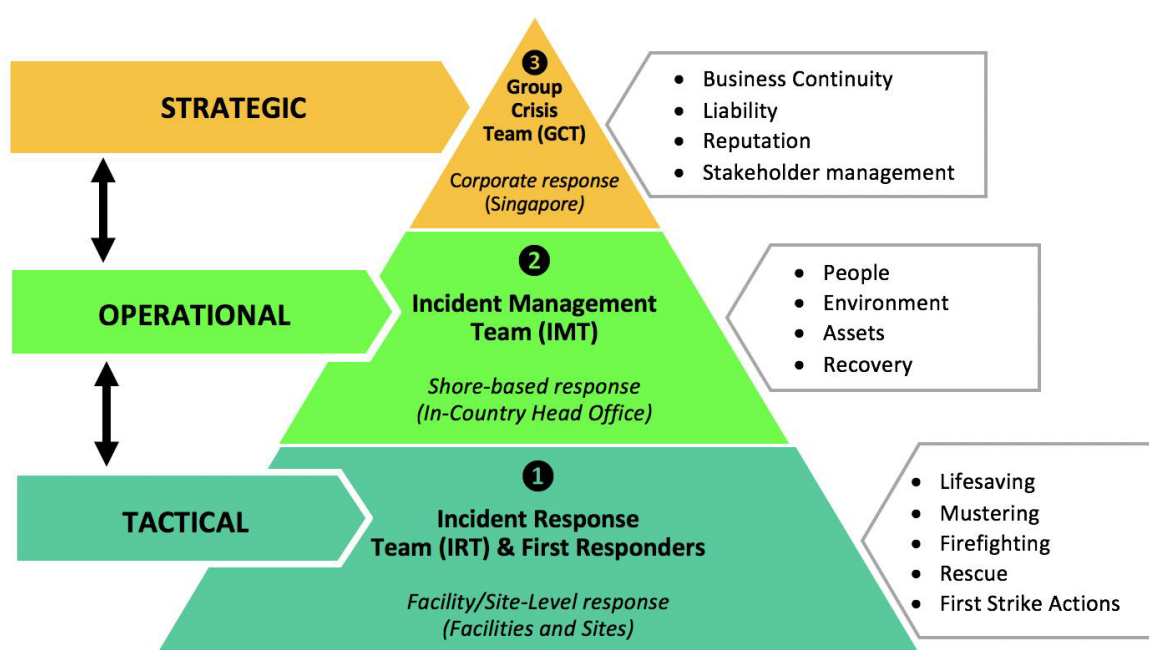 STRATEGIC
3
Group
Crisis
Team (GCT)
Corporate response
(Singapore)
• Business Continuity
• Liability
• Reputation
• Stakeholder management
OPERATIONAL
2
Incident Management
Team (IMT)
Shore-based response
(In-Country Head Office)
• People
• Environment
• Assets
• Recovery
TACTICAL
1
Incident Response
Team (IRT) & First Responders
Facility/Site-Level response
(Facilities and Sites)
• Lifesaving
• Mustering
• Firefighting
• Rescue
• First Strike Actions